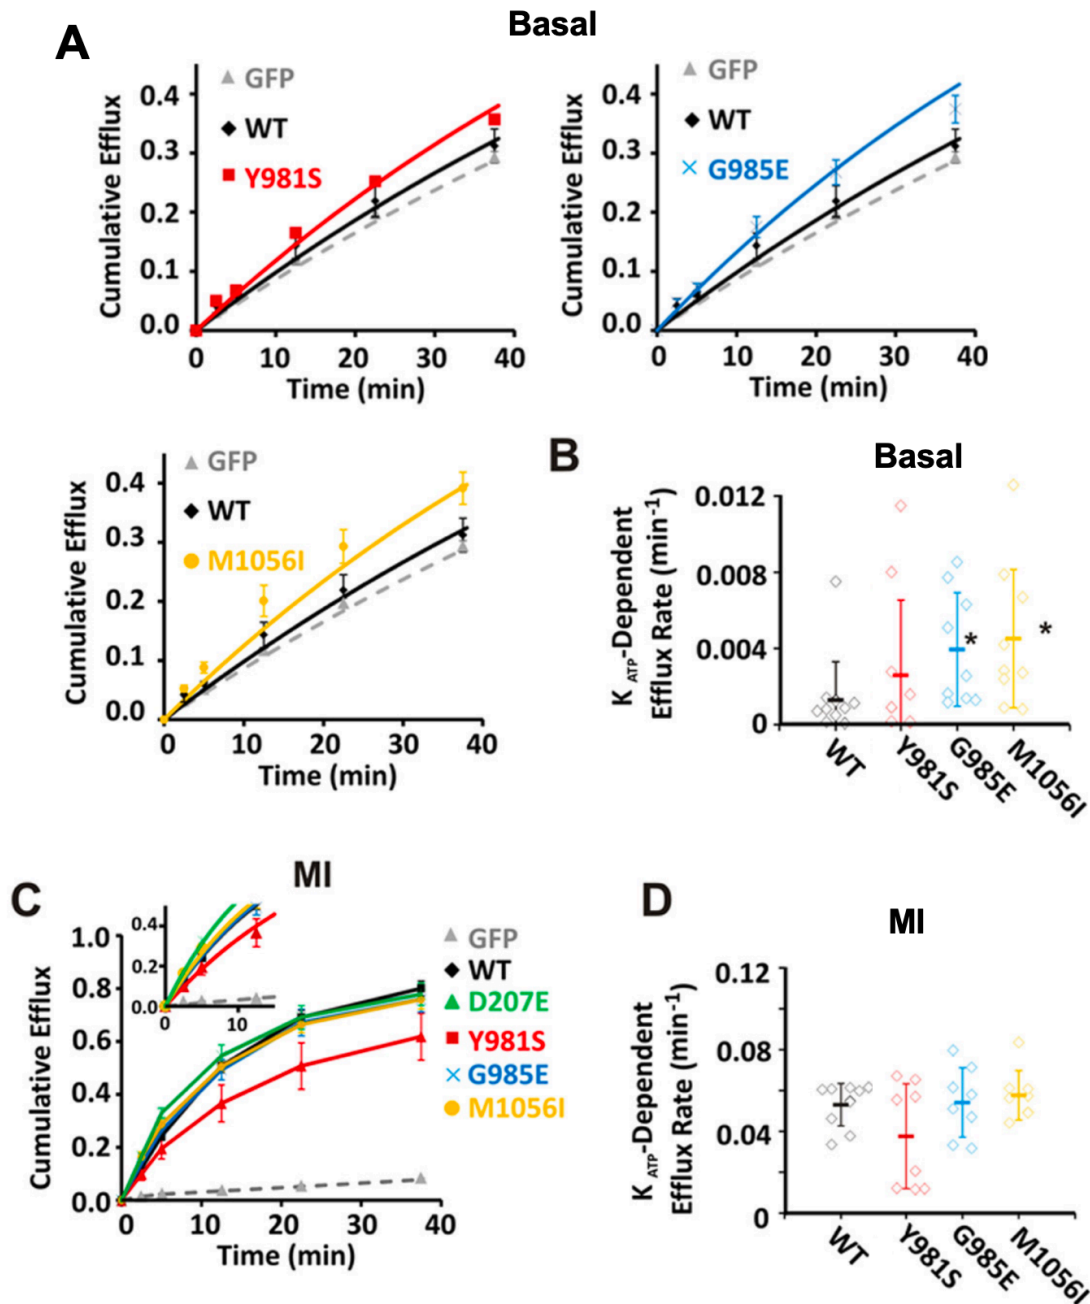 A
Basal
Cumulative Efflux
0.4
0.3
0.2
0.1
0.0
GFP
WT
Y981S
0 10 20 30 40
Time (min)
Cumulative Efflux
0.4
0.3
0.2
0.1
0.0
GFP
WT
G985E
0 10 20 30 40
Time (min)
Cumulative Efflux
0.4
0.3
0.2
0.1
0.0
GFP
WT
M1056I
0 10 20 30 40
Time (min)
B
Basal
K ATP-Dependent
Efflux Rate (min-1)
0.012
0.008
0.004
0
*
*
WT
Y981S
G985E
M1056I
C
MI
Cumulative Efflux
1.0
0.8
0.6
0.4
0.2
0.0
0.4
0.2
0.0
0 10
GFP
WT
D207E
Y981S
G985E
M1056I
0 10 20 30 40
Time (min)
D
MI
K ATP-Dependent
Efflux Rate (min-1)
0.12
0.08
0.04
0
WT
Y981S
G985E
M1056I